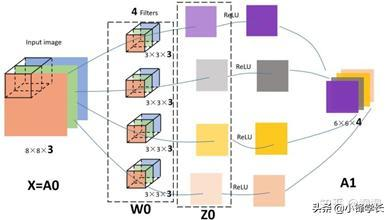 4 Filters
Input image
ReLU
3×3×3
ReLU
3×3×3
ReLU
3×3×3
ReLU
3×3×3
8×8×3
6×6×4
X=A0
W0
Z0
A1
头条 @小锋学长